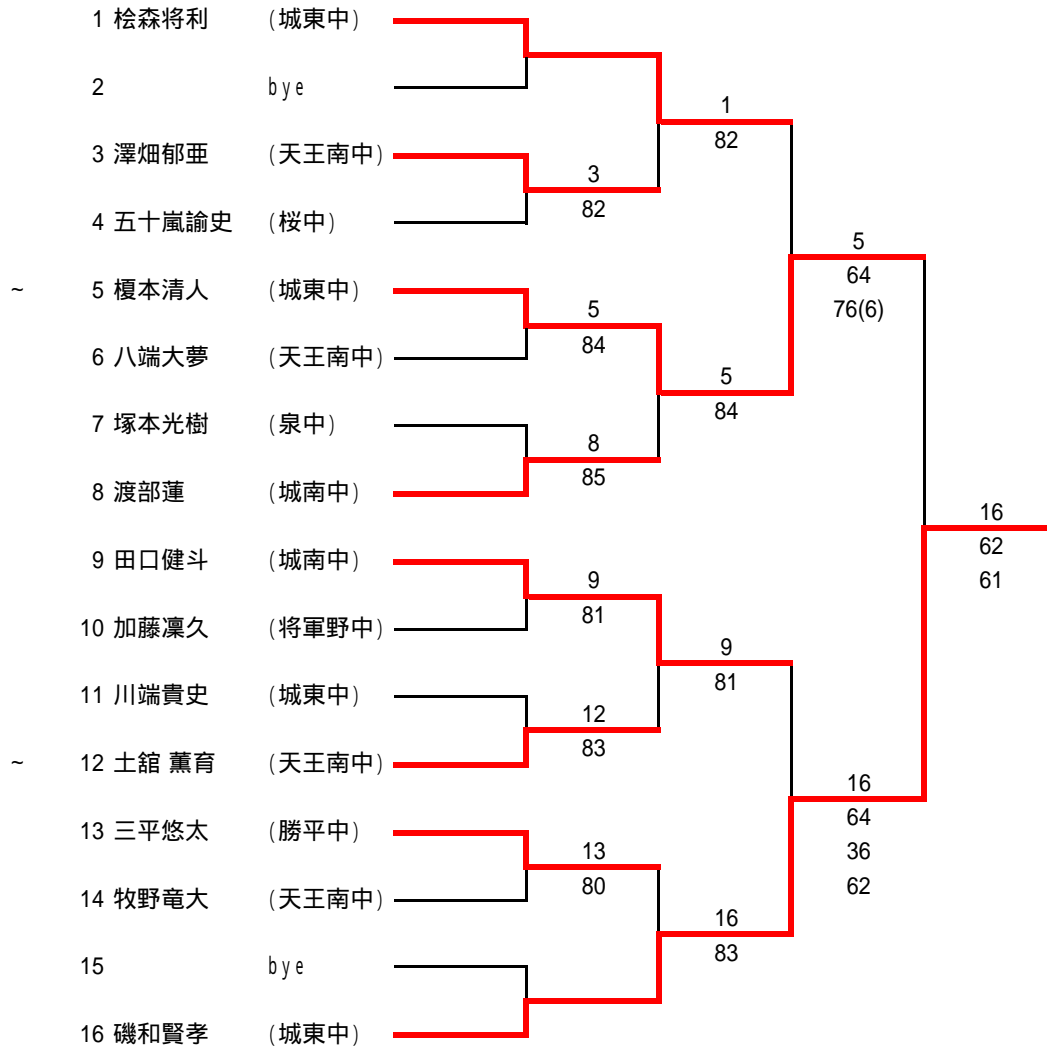 1 桧森将利 (城東中)
2 bye
1
82
3 澤畑郁亜 (天王南中)
3
82
4 五十嵐諭史 (桜中)
5
64
76(6)
~ 5 榎本清人 (城東中)
5
84
6 八端大夢 (天王南中)
5
84
7 塚本光樹 (泉中)
8
85
8 渡部蓮 (城南中)
16
62
61
9 田口健斗 (城南中)
9
81
10 加藤凜久 (将軍野中)
9
81
11 川端貴史 (城東中)
12
83
~ 12 土舘 薫育 (天王南中)
16
64
36
62
13 三平悠太 (勝平中)
13
80
14 牧野竜大 (天王南中)
16
83
15 bye
16 磯和賢孝 (城東中)